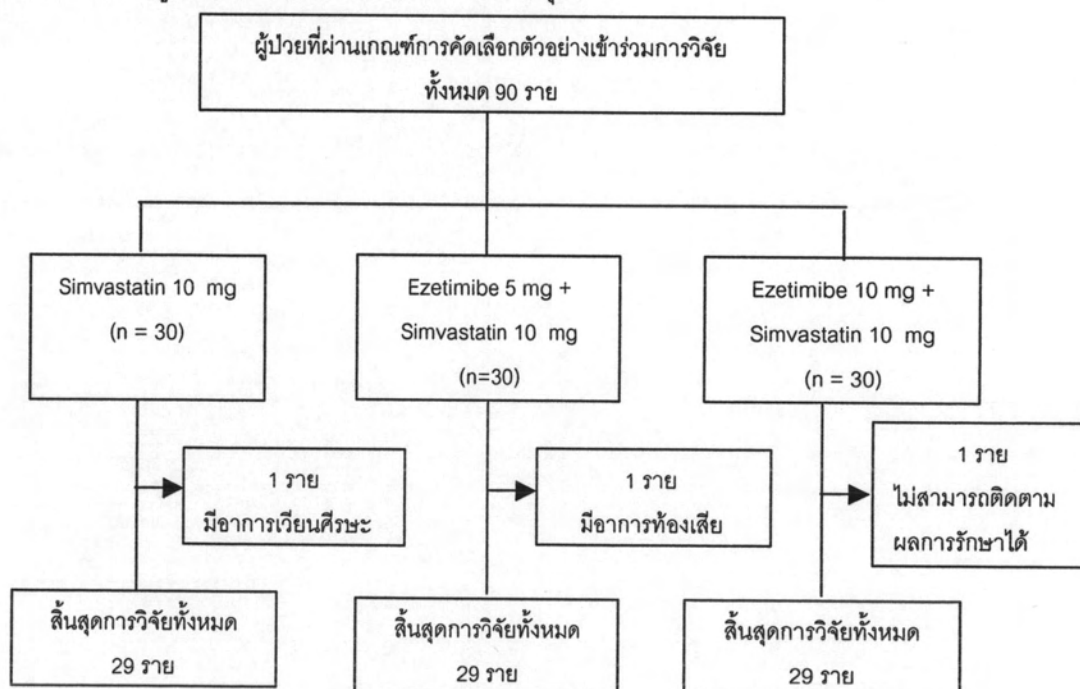 ผู้ป่วยที่ผ่านเกณฑ์การคัดเลือกตัวอย่างเข้าร่วมการวิจัย
ทั้งหมด 90 ราย
Simvastatin 10 mg
(n = 30)
Ezetimibe 5 mg +
Simvastatin 10 mg
(n=30)
Ezetimibe 10 mg +
Simvastatin 10 mg
(n = 30)
1 ราย
มีอาการเวียนศีรษะ
1 ราย
มีอาการท้องเสีย
1 ราย
ไม่สามารถติดตาม
ผลการรักษาได้
สิ้นสุดการวิจัยทั้งหมด
29 ราย
สิ้นสุดการวิจัยทั้งหมด
29 ราย
สิ้นสุดการวิจัยทั้งหมด
29 ราย